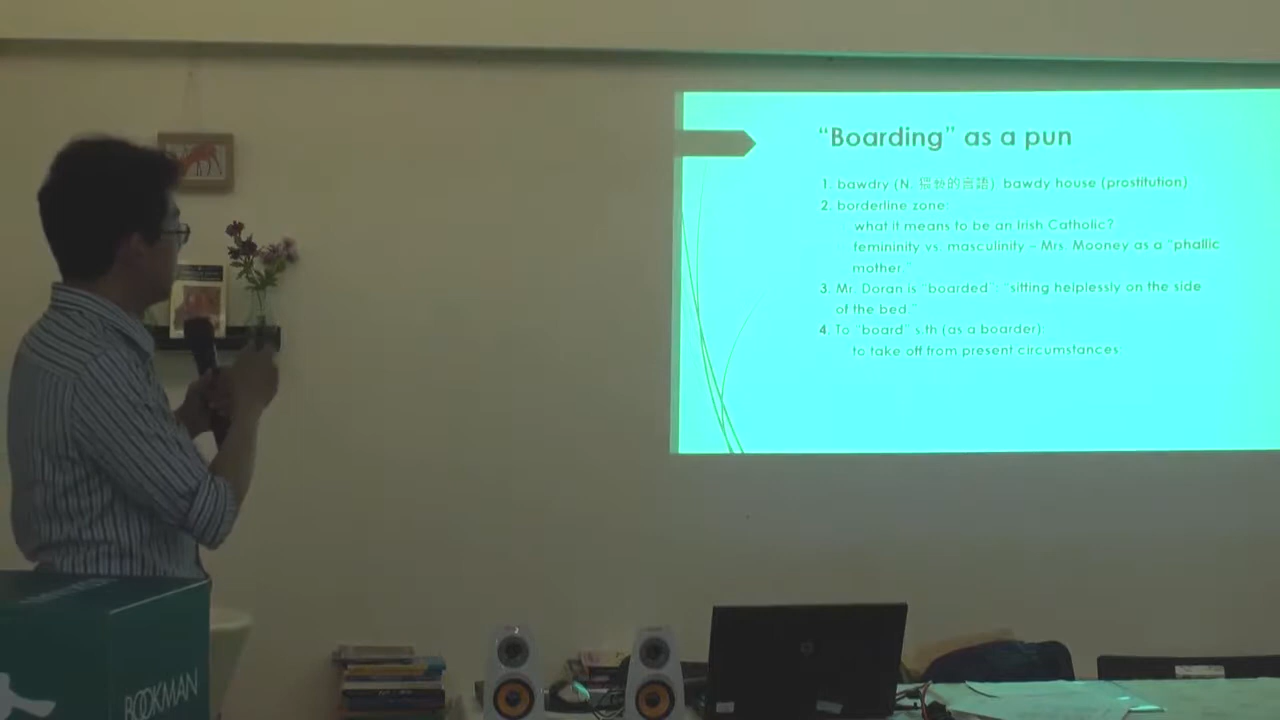 “Boarding” as a pun
1. bawdry (N. 猥褻的言語) bawdy house (prostitution)
2. borderline zone:
what it means to be an Irish Catholic?
femininity vs. masculinity – Mrs. Mooney as a “phallic
mother.”
3. Mr. Doran is “boarded”: “sitting helplessly on the side
of the bed.”
4. To “board” s.th (as a boarder):
to take off from present circumstances:
BOOKMAN